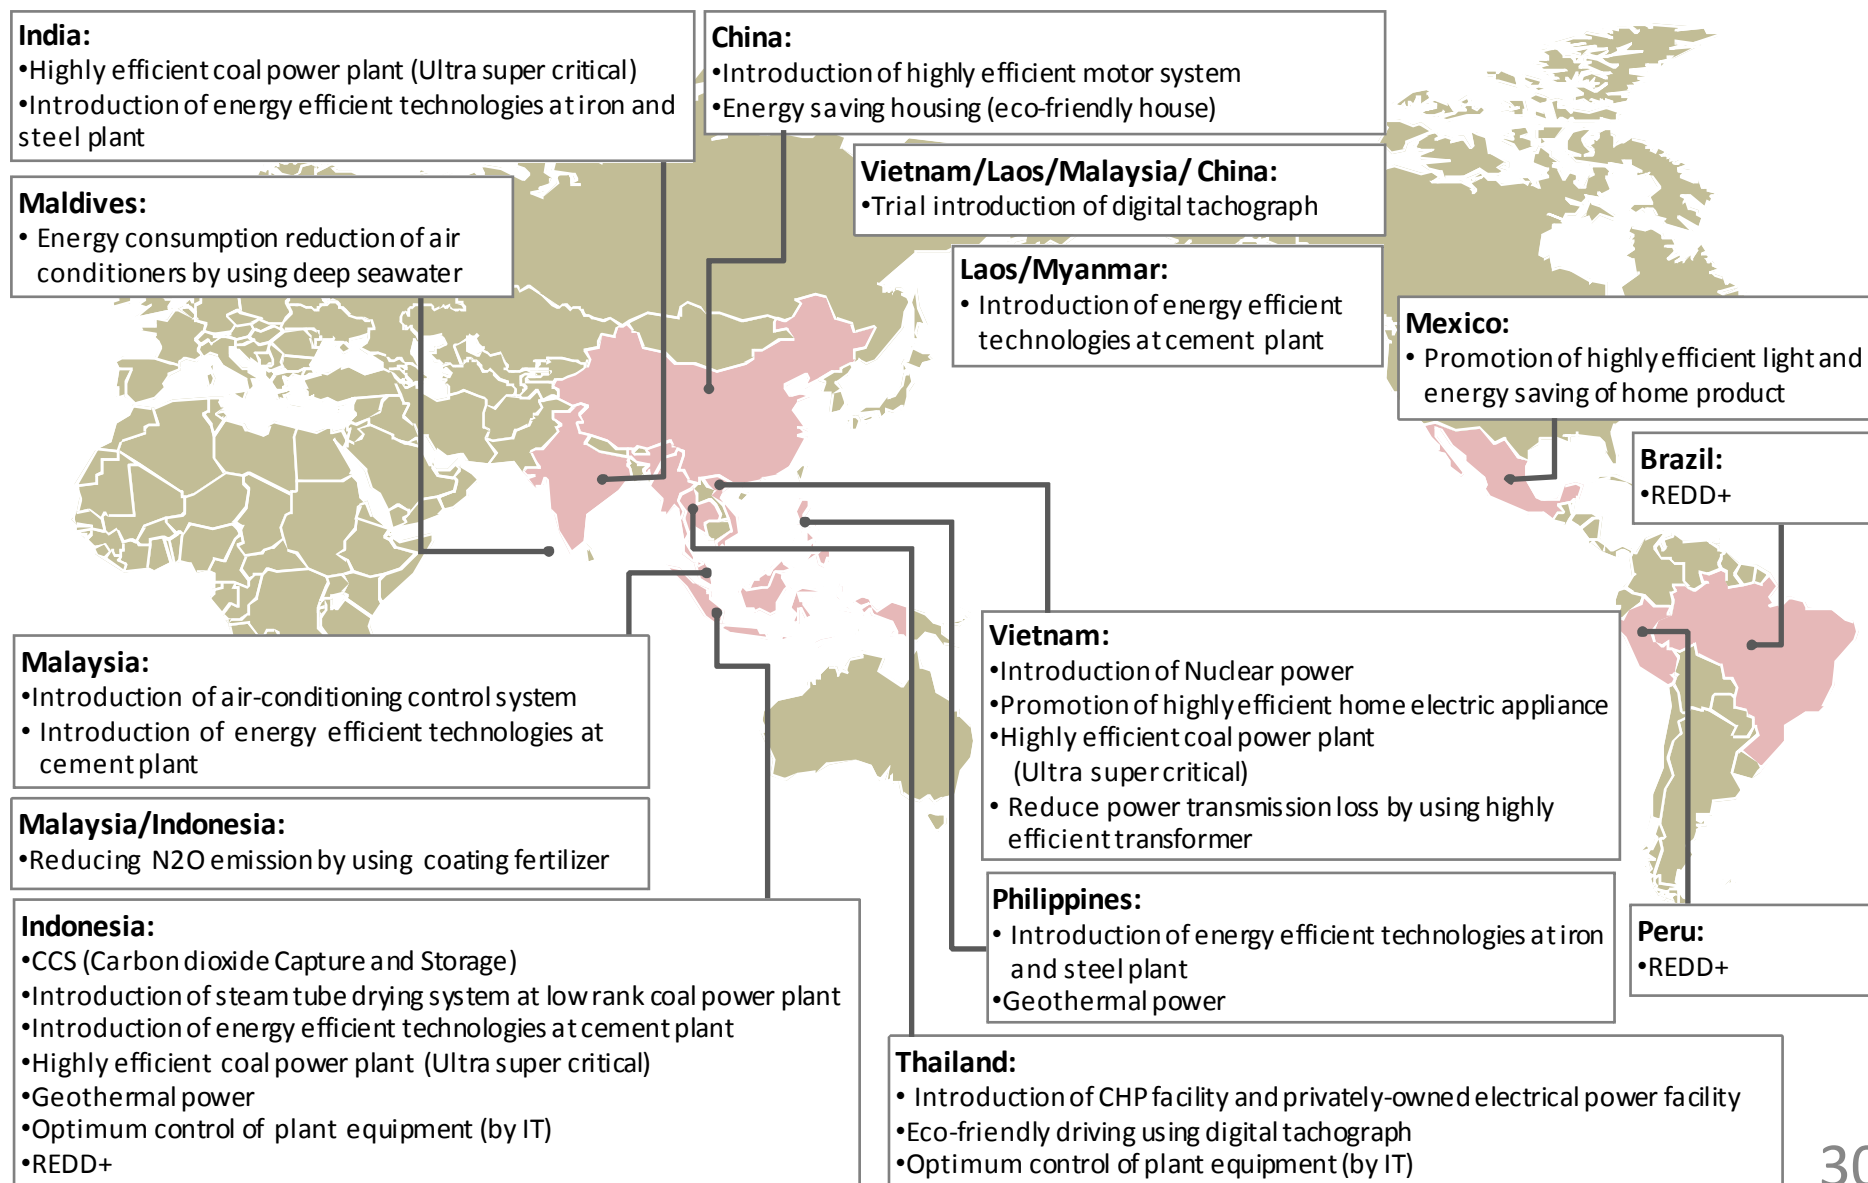 India:
•Highly efficient coal power plant (Ultra super critical)
•Introduction of energy efficient technologies at iron and
steel plant
China:
•Introduction of highly efficient motor system
•Energy saving housing (eco-friendly house)
Vietnam/Laos/Malaysia/ China:
•Trial introduction of digital tachograph
Maldives:
• Energy consumption reduction of air
conditioners by using deep seawater
Laos/Myanmar:
• Introduction of energy efficient
technologies at cement plant
Mexico:
• Promotion of highly efficient light and
energy saving of home product
Brazil:
•REDD+
Malaysia:
•Introduction of air-conditioning control system
• Introduction of energy efficient technologies at
cement plant
Vietnam:
•Introduction of Nuclear power
•Promotion of highly efficient home electric appliance
•Highly efficient coal power plant
(Ultra super critical)
• Reduce power transmission loss by using highly
efficient transformer
Malaysia/Indonesia:
•Reducing N2O emission by using coating fertilizer
Philippines:
• Introduction of energy efficient technologies at iron
and steel plant
•Geothermal power
Peru:
•REDD+
Indonesia:
•CCS (Carbon dioxide Capture and Storage)
•Introduction of steam tube drying system at low rank coal power plant
•Introduction of energy efficient technologies at cement plant
•Highly efficient coal power plant (Ultra super critical)
•Geothermal power
•Optimum control of plant equipment (by IT)
•REDD+
Thailand:
• Introduction of CHP facility and privately-owned electrical power facility
•Eco-friendly driving using digital tachograph
•Optimum control of plant equipment (by IT)
30